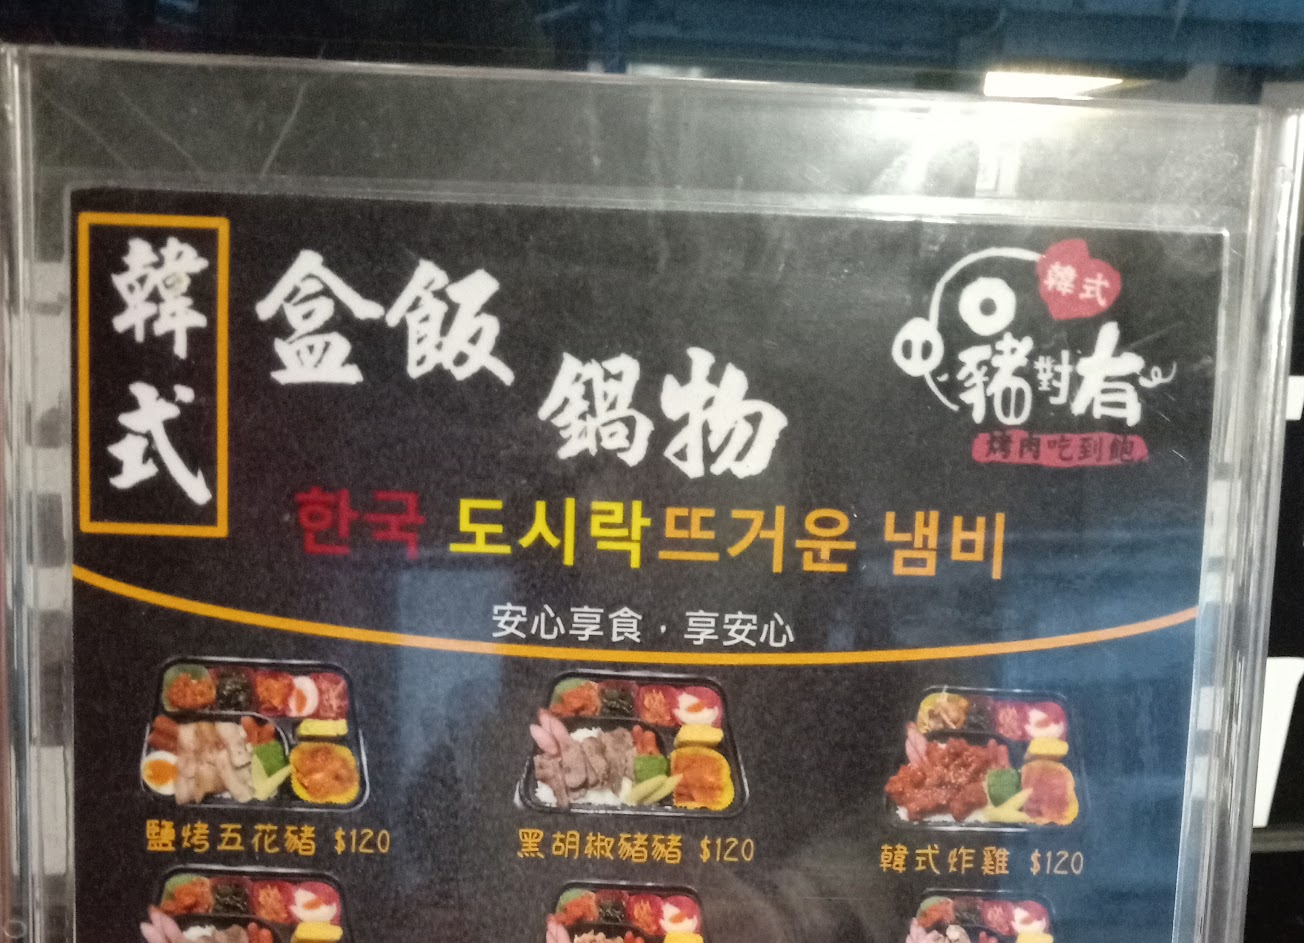 韓式
盒飯
鍋物
韓式
豬對有
烤肉吃到飽
한국 도시락뜨거운 냄비
安心享食，享安心
鹽烤五花豬 $120
黑胡椒豬豬 $120
韓式炸雞 $120